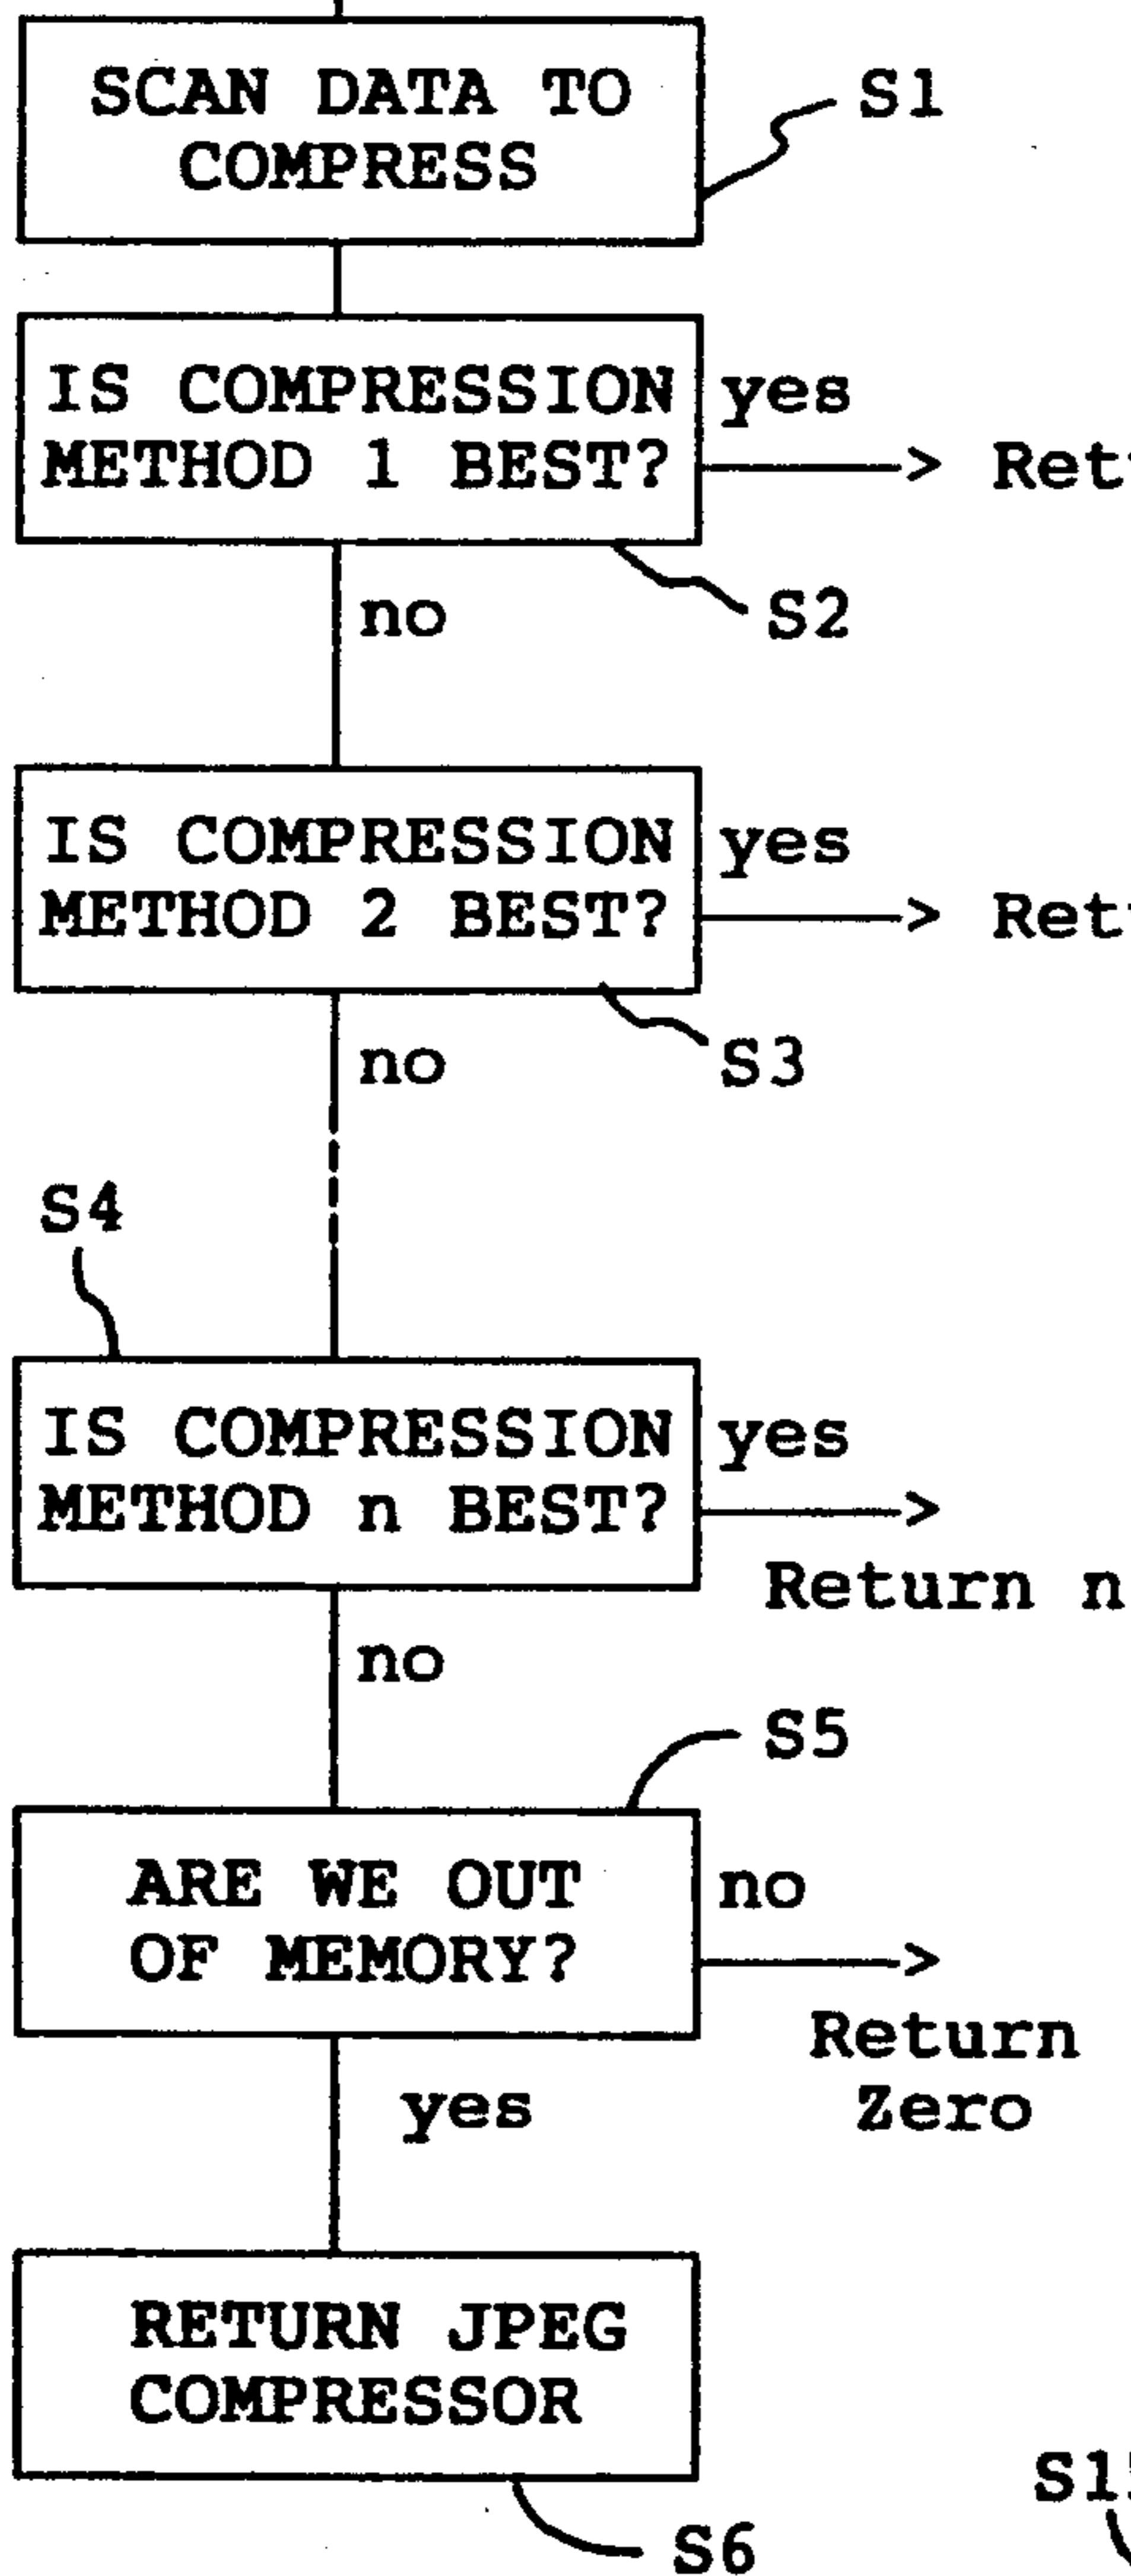 SCAN DATA TO
COMPRESS
S1
IS COMPRESSION
METHOD 1 BEST?
yes
S2
no
IS COMPRESSION
METHOD 2 BEST?
yes
S3
no
S4
IS COMPRESSION
METHOD n BEST?
yes
Return n
no
S5
ARE WE OUT
OF MEMORY?
no
Return
Zero
yes
RETURN JPEG
COMPRESSOR
S6